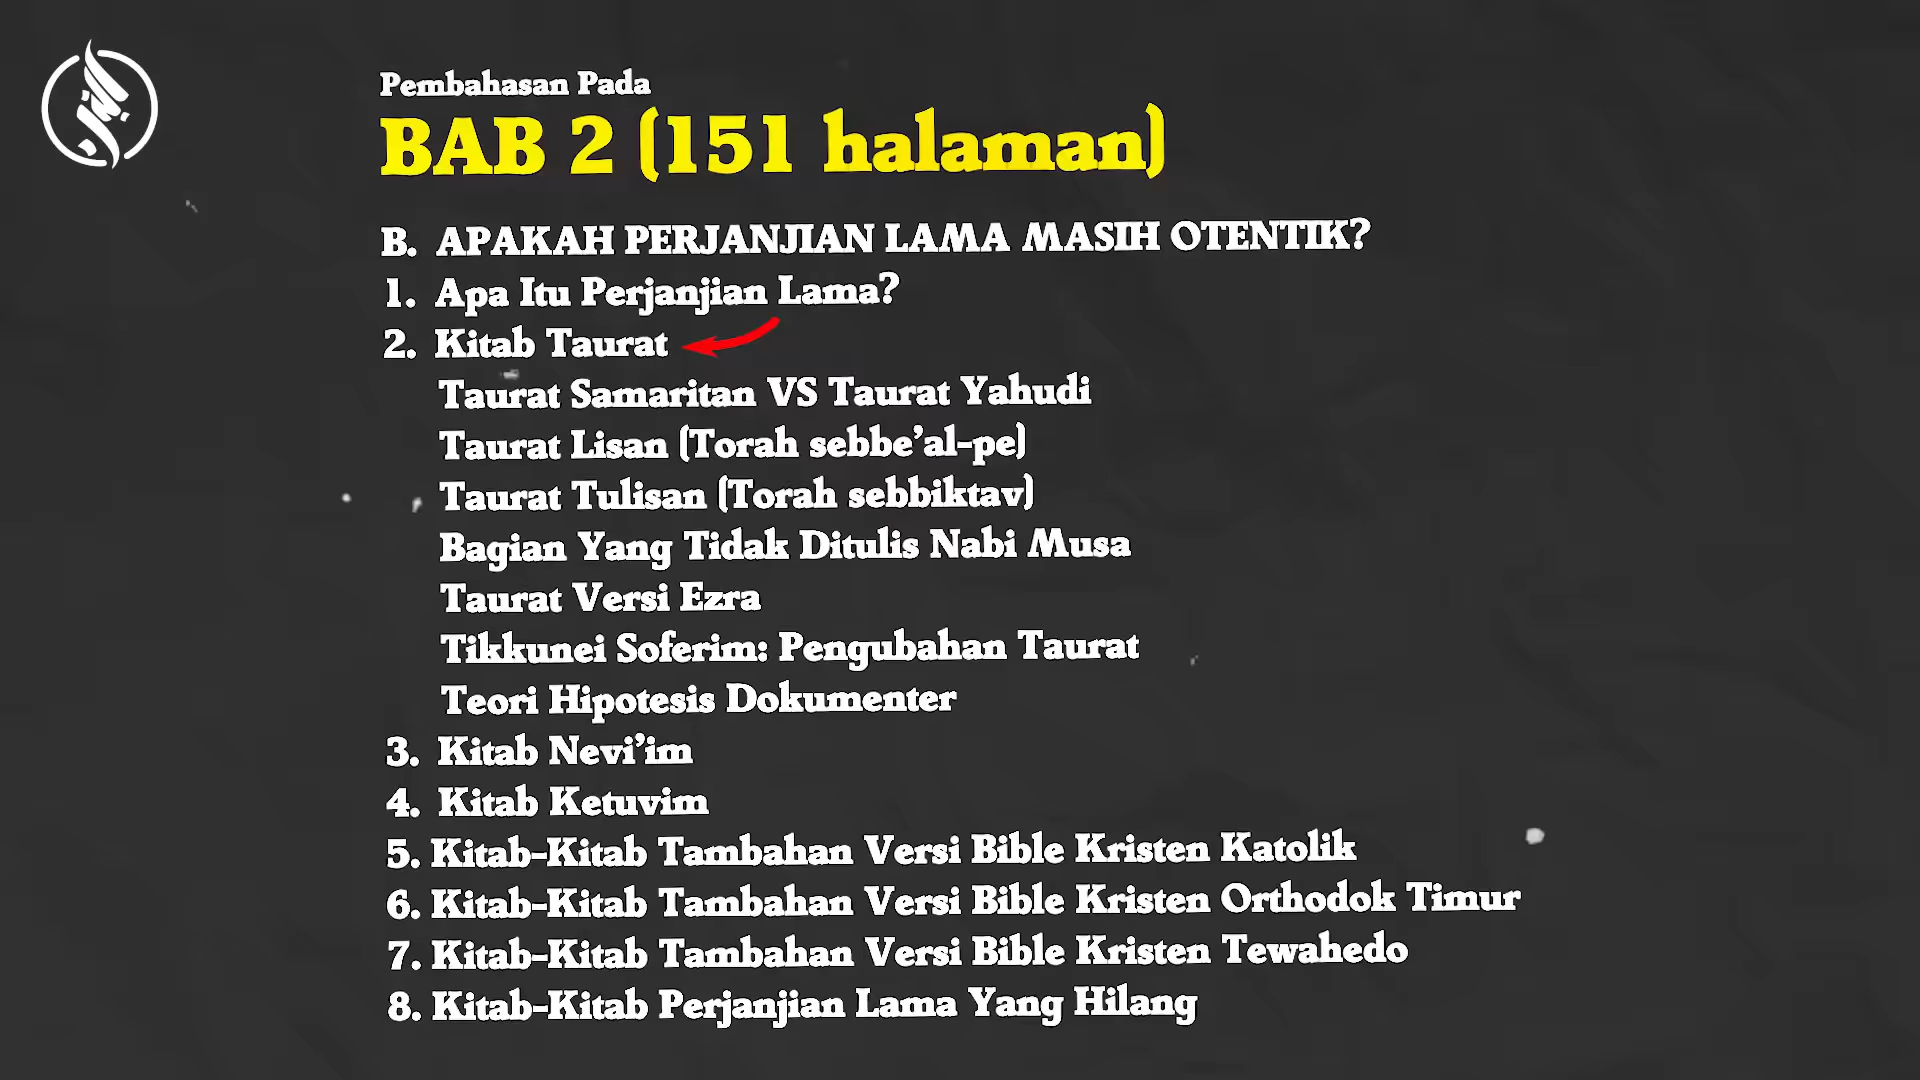 Pembahasan Pada
BAB 2 (151 halaman)
B. APAKAH PERJANJIAN LAMA MASIH OTENTIK?
1. Apa Itu Perjanjian Lama?
2. Kitab Taurat
Taurat Samaritan VS Taurat Yahudi
Taurat Lisan (Torah sebbe’al-pe)
Taurat Tulisan (Torah sebbiktav)
Bagian Yang Tidak Ditulis Nabi Musa
Taurat Versi Ezra
Tikkunei Soferim: Pengubahan Taurat
Teori Hipotesis Dokumenter
3. Kitab Nevi’im
4. Kitab Ketuvim
5. Kitab-Kitab Tambahan Versi Bible Kristen Katolik
6. Kitab-Kitab Tambahan Versi Bible Kristen Orthodok Timur
7. Kitab-Kitab Tambahan Versi Bible Kristen Tewahedo
8. Kitab-Kitab Perjanjian Lama Yang Hilang